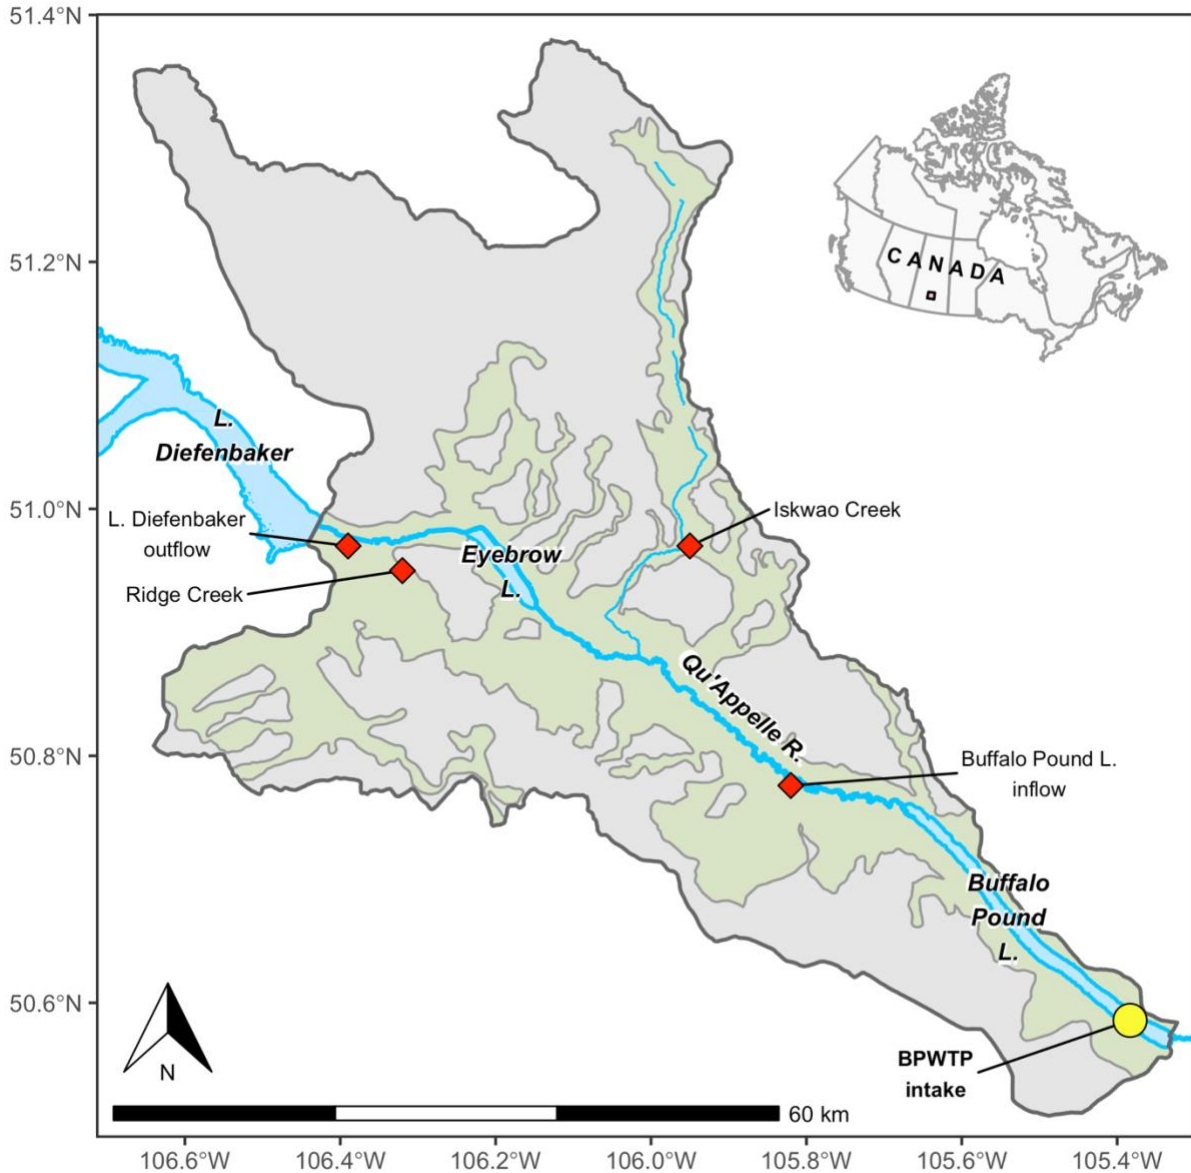 51.4°N
51.2°N
51.0°N
50.8°N
50.6°N
CANADA
L.
Diefenbaker
L. Diefenbaker
outflow
Ridge Creek
Eyebrow
L.
Iskwao Creek
Qu'Appelle R.
Buffalo Pound L.
inflow
Buffalo
Pound
L.
BPWTP
intake
N
60 km
106.6°W
106.4°W
106.2°W
106.0°W
105.8°W
105.6°W
105.4°W